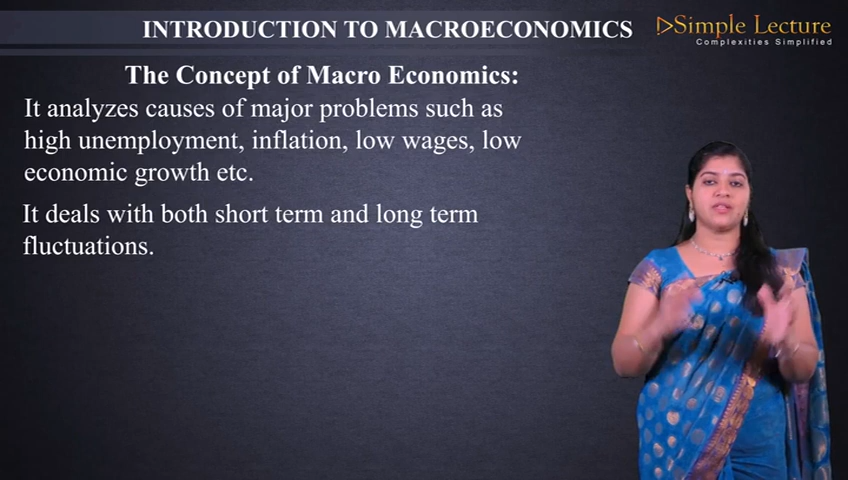 INTRODUCTION TO MACROECONOMICS
Simple Lecture
Complexities Simplified
The Concept of Macro Economics:
It analyzes causes of major problems such as
high unemployment, inflation, low wages, low
economic growth etc.
It deals with both short term and long term
fluctuations.